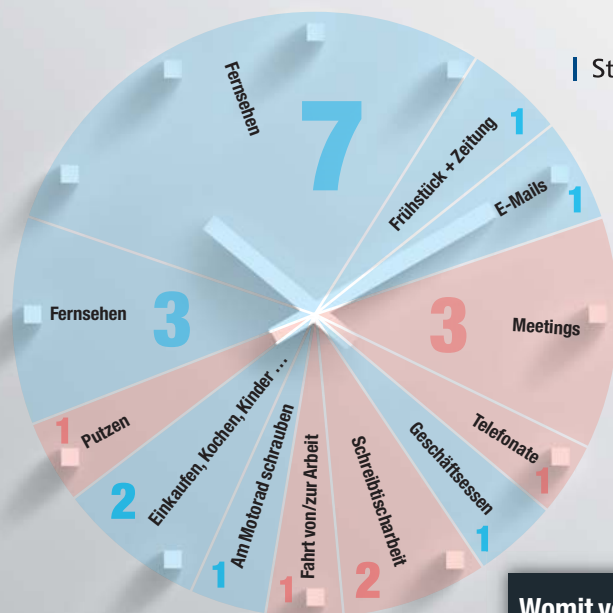 Fernsehen
7
Frühstück + Zeitung
1
E-Mails
1
Meetings
3
Telefonate
1
Geschäftsessen
1
Schreibtischarbeit
2
Fahrt von/zur Arbeit
1
Am Motorrad schrauben
1
Einkaufen, Kochen, Kinder ...
2
Putzen
1
Fernsehen
3
St
Womit v